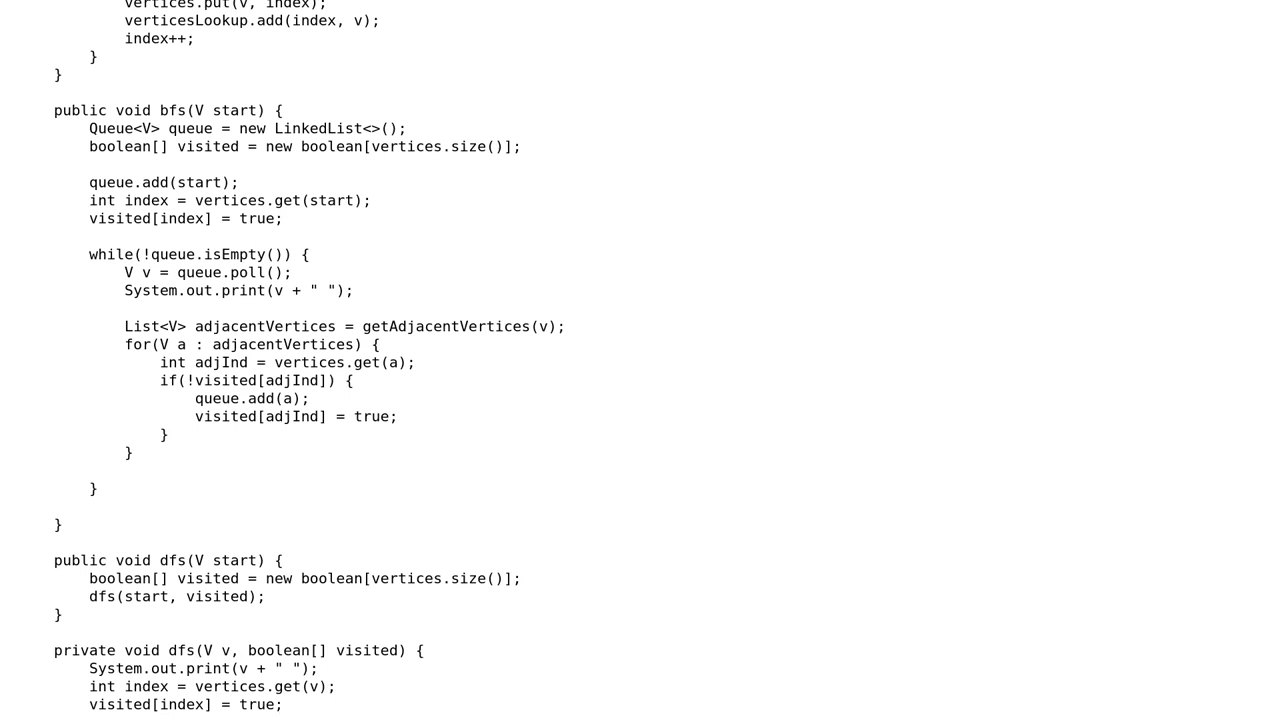 vertices.put(v, index);
verticesLookup.add(index, v);
index++;
}
}
public void bfs(V start) {
Queue<V> queue = new LinkedList<>();
boolean[] visited = new boolean[vertices.size()];
queue.add(start);
int index = vertices.get(start);
visited[index] = true;
while(!queue.isEmpty()) {
V v = queue.poll();
System.out.print(v + " ");
List<V> adjacentVertices = getAdjacentVertices(v);
for(V a : adjacentVertices) {
int adjInd = vertices.get(a);
if(!visited[adjInd]) {
queue.add(a);
visited[adjInd] = true;
}
}
}
}
public void dfs(V start) {
boolean[] visited = new boolean[vertices.size()];
dfs(start, visited);
}
private void dfs(V v, boolean[] visited) {
System.out.print(v + " ");
int index = vertices.get(v);
visited[index] = true;